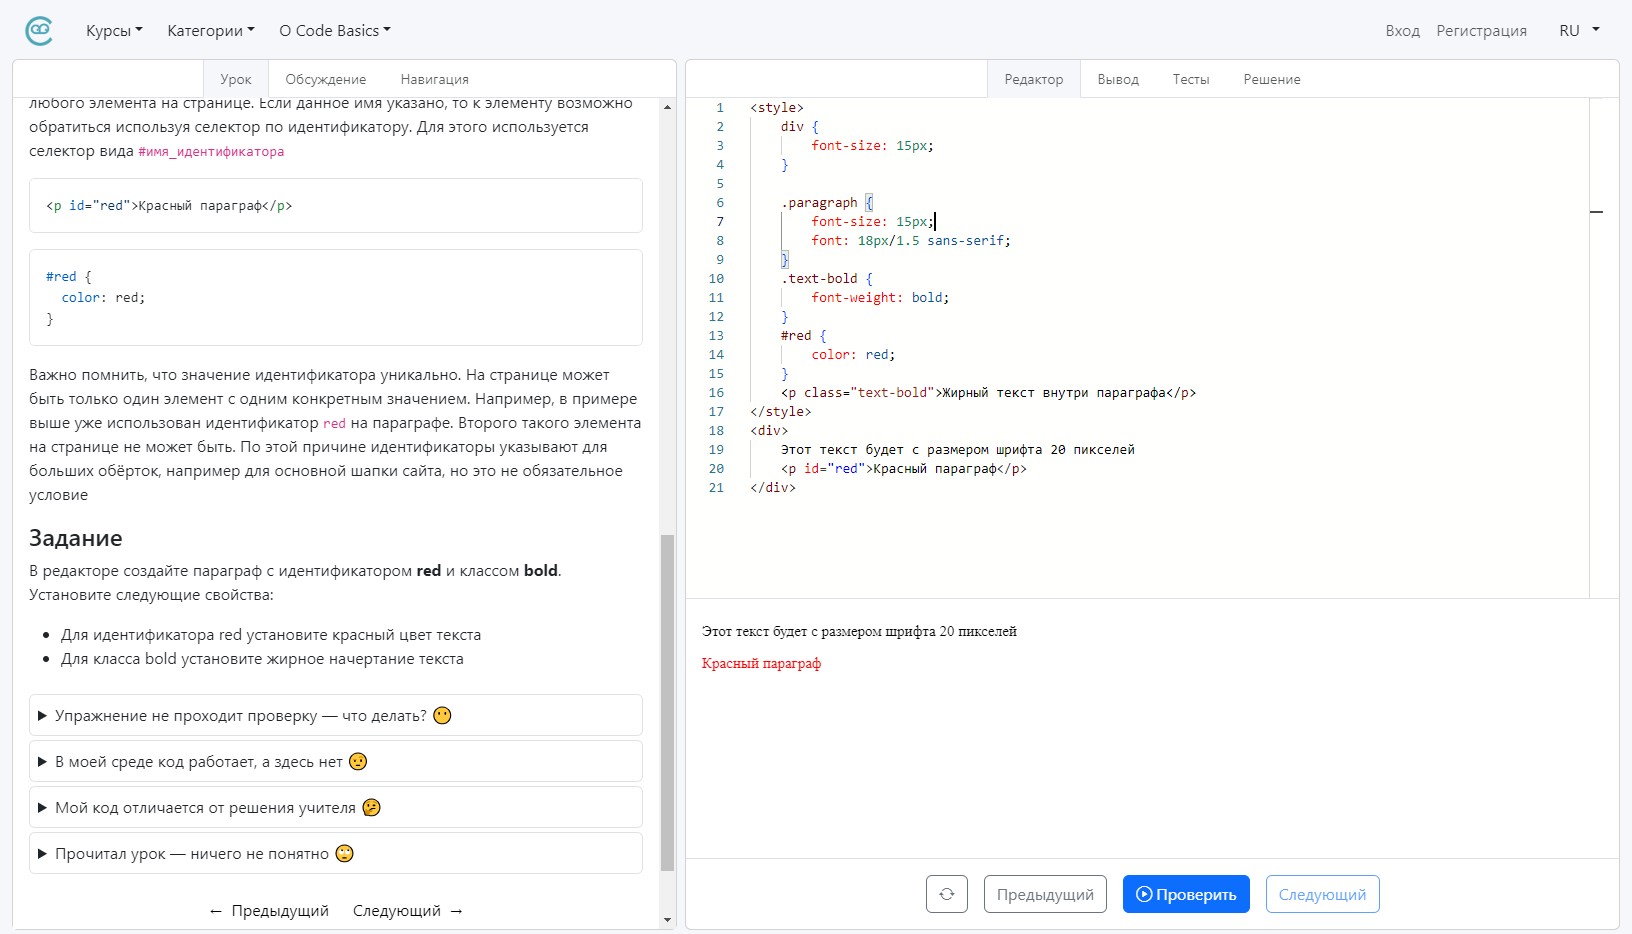 Курсы Категории О Code Basics Вход Регистрация RU
Урок Обсуждение Навигация
любого элемента на странице. Если данное имя указано, то к элементу возможно
обратиться используя селектор по идентификатору. Для этого используется
селектор вида #имя_идентификатора
<p id="red">Красный параграф</p>
#red {
color: red;
}
Важно помнить, что значение идентификатора уникально. На странице может
быть только один элемент с одним конкретным значением. Например, в примере
выше уже использован идентификатор red на параграфе. Второго такого элемента
на странице не может быть. По этой причине идентификаторы указывают для
больших обёрток, например для основной шапки сайта, но это не обязательное
условие
Задание
В редакторе создайте параграф с идентификатором red и классом bold.
Установите следующие свойства:
Для идентификатора red установите красный цвет текста
Для класса bold установите жирное начертание текста
Упражнение не проходит проверку — что делать? 😶
В моей среде код работает, а здесь нет 🤨
Мой код отличается от решения учителя 🤔
Прочитал урок — ничего не понятно 🙄
← Предыдущий Следующий →
Редактор Вывод Тесты Решение
1 <style>
2 div {
3 font-size: 15px;
4 }
5
6 .paragraph {
7 font-size: 15px;
8 font: 18px/1.5 sans-serif;
9 }
10 .text-bold {
11 font-weight: bold;
12 }
13 #red {
14 color: red;
15 }
16 <p class="text-bold">Жирный текст внутри параграфа</p>
17 </style>
18 <div>
19 Этот текст будет с размером шрифта 20 пикселей
20 <p id="red">Красный параграф</p>
21 </div>
Этот текст будет с размером шрифта 20 пикселей
Красный параграф
Предыдущий Проверить Следующий